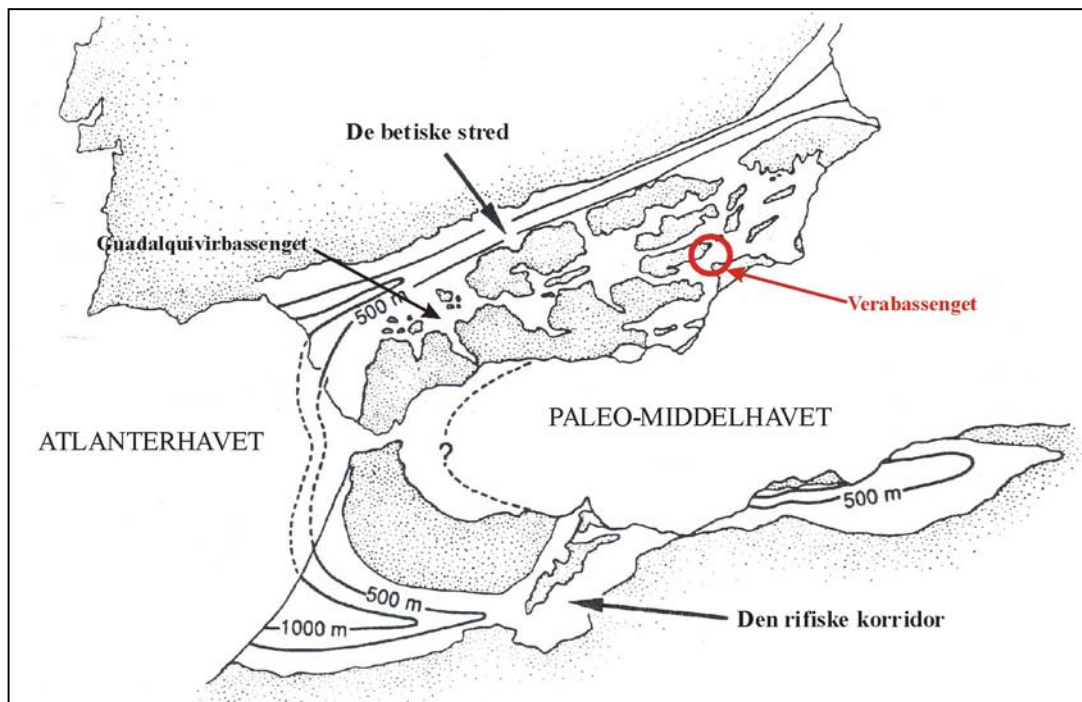 De betiske stred
Guadalquivirbassenget
500 m
Verabassenget
ATLANTERHAVET
PALEO-MIDDELHAVET
?
500 m
500 m
1000 m
Den rifiske korridor